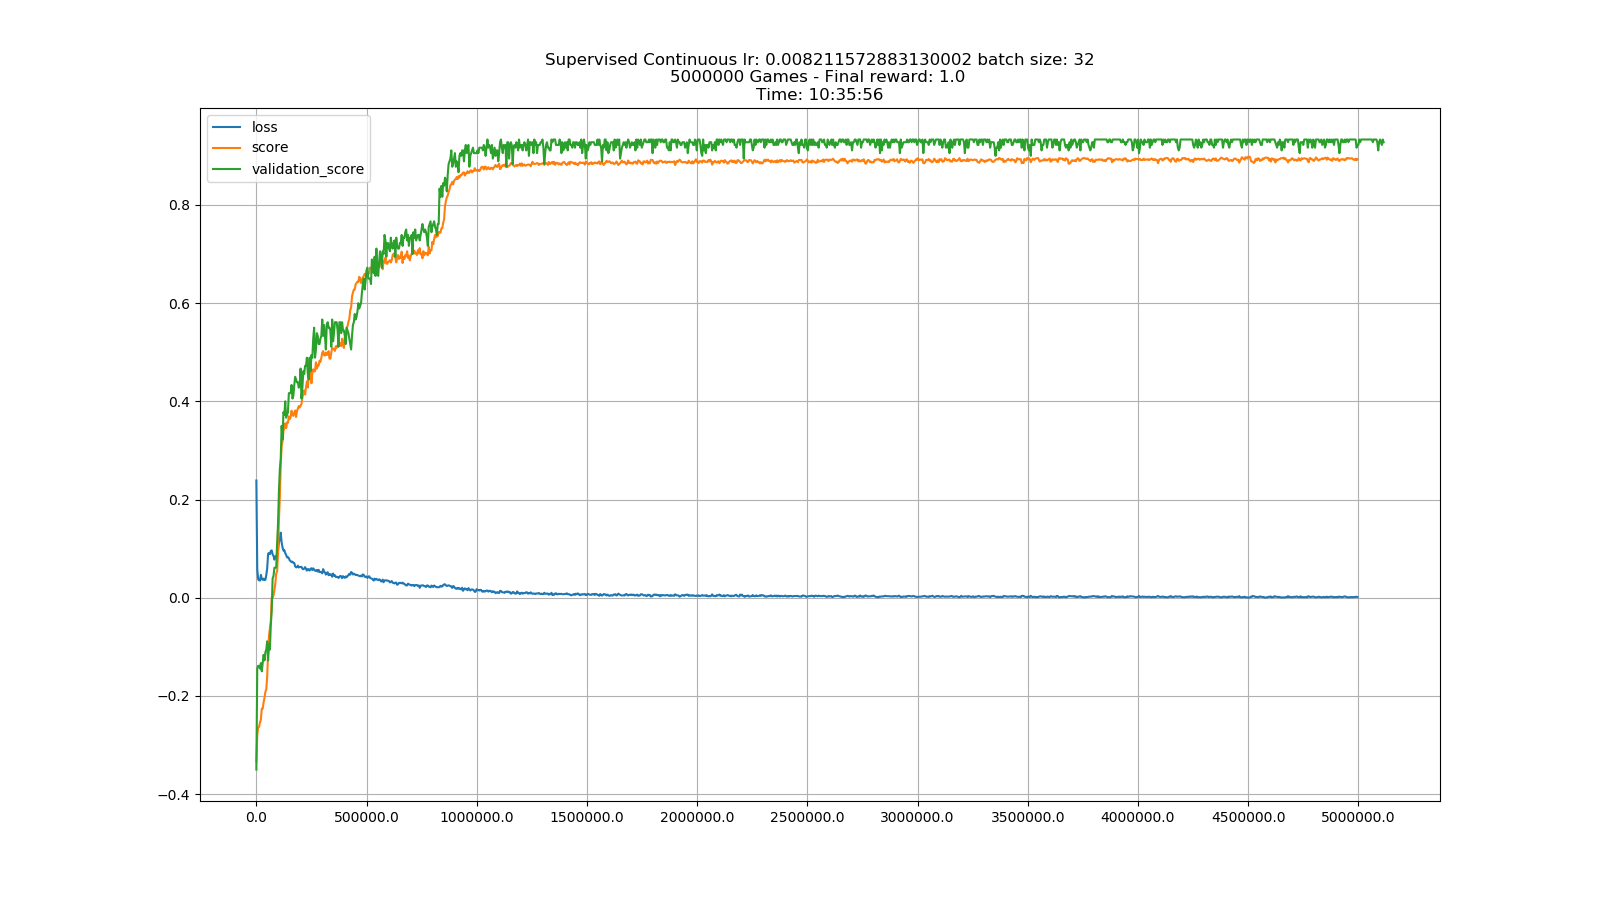 Supervised Continuous lr: 0.008211572883130002 batch size: 32
5000000 Games - Final reward: 1.0
Time: 10:35:56
loss
score
validation_score
0.8
0.6
0.4
0.2
0.0
−0.2
−0.4
0.0 500000.0 1000000.0 1500000.0 2000000.0 2500000.0 3000000.0 3500000.0 4000000.0 4500000.0 5000000.0